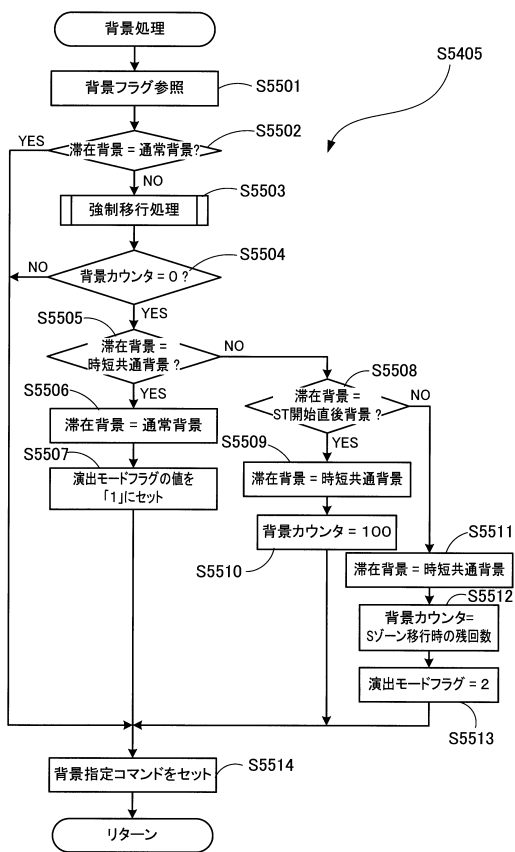 背景処理
S5405
背景フラグ参照
S5501
S5502
YES
滞在背景=通常背景?
NO
S5503
強制移行処理
S5504
NO
背景カウンタ=0?
YES
S5505
滞在背景=
時短共通背景?
NO
YES
S5508
滞在背景=
ST開始直後背景?
NO
YES
S5506
滞在背景=通常背景
S5507
演出モードフラグの値を
「1」にセット
S5509
滞在背景=時短共通背景
背景カウンタ=100
S5510
S5511
滞在背景=時短共通背景
S5512
背景カウンタ=
Sゾーン移行時の残回数
演出モードフラグ=2
S5513
背景指定コマンドをセット
S5514
リターン